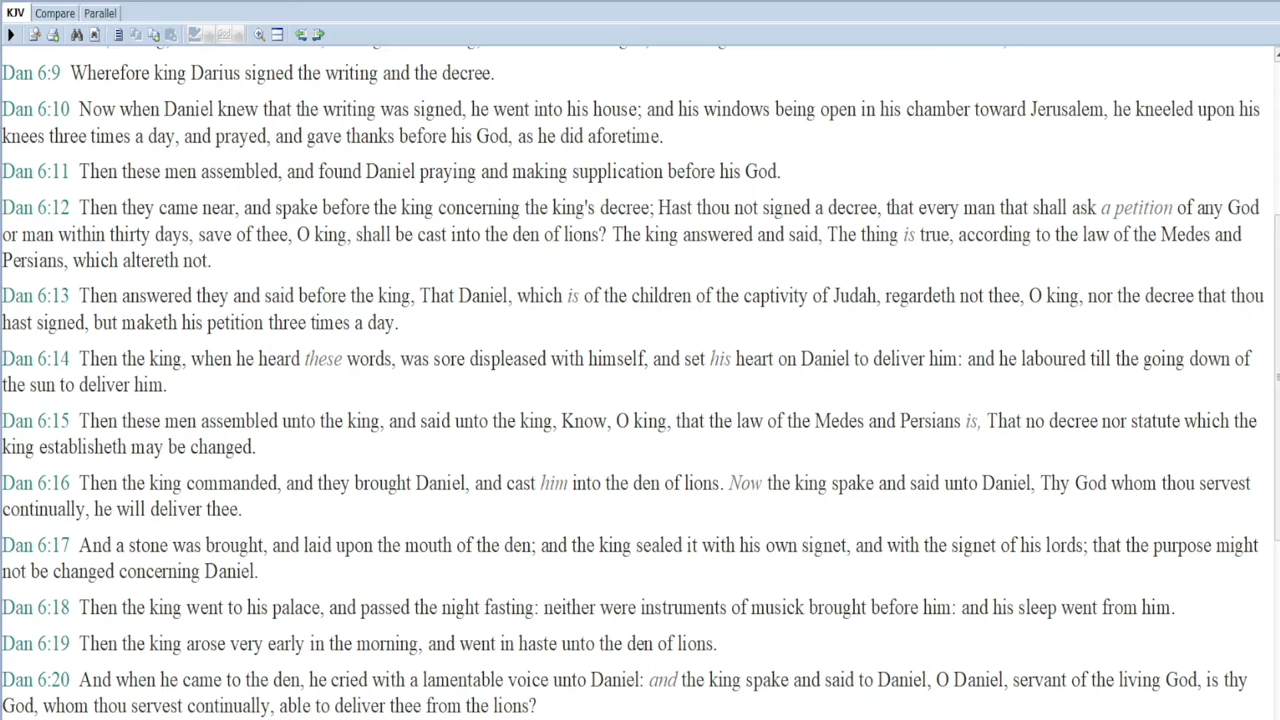 KJV Compare Parallel
Dan 6:9 Wherefore king Darius signed the writing and the decree.
Dan 6:10 Now when Daniel knew that the writing was signed, he went into his house; and his windows being open in his chamber toward Jerusalem, he kneeled upon his
knees three times a day, and prayed, and gave thanks before his God, as he did aforetime.
Dan 6:11 Then these men assembled, and found Daniel praying and making supplication before his God.
Dan 6:12 Then they came near, and spake before the king concerning the king's decree; Hast thou not signed a decree, that every man that shall ask a petition of any God
or man within thirty days, save of thee, O king, shall be cast into the den of lions? The king answered and said, The thing is true, according to the law of the Medes and
Persians, which altereth not.
Dan 6:13 Then answered they and said before the king, That Daniel, which is of the children of the captivity of Judah, regardeth not thee, O king, nor the decree that thou
hast signed, but maketh his petition three times a day.
Dan 6:14 Then the king, when he heard these words, was sore displeased with himself, and set his heart on Daniel to deliver him: and he laboured till the going down of
the sun to deliver him.
Dan 6:15 Then these men assembled unto the king, and said unto the king, Know, O king, that the law of the Medes and Persians is, That no decree nor statute which the
king establisheth may be changed.
Dan 6:16 Then the king commanded, and they brought Daniel, and cast him into the den of lions. Now the king spake and said unto Daniel, Thy God whom thou servest
continually, he will deliver thee.
Dan 6:17 And a stone was brought, and laid upon the mouth of the den; and the king sealed it with his own signet, and with the signet of his lords; that the purpose might
not be changed concerning Daniel.
Dan 6:18 Then the king went to his palace, and passed the night fasting: neither were instruments of musick brought before him: and his sleep went from him.
Dan 6:19 Then the king arose very early in the morning, and went in haste unto the den of lions.
Dan 6:20 And when he came to the den, he cried with a lamentable voice unto Daniel: and the king spake and said to Daniel, O Daniel, servant of the living God, is thy
God, whom thou servest continually, able to deliver thee from the lions?